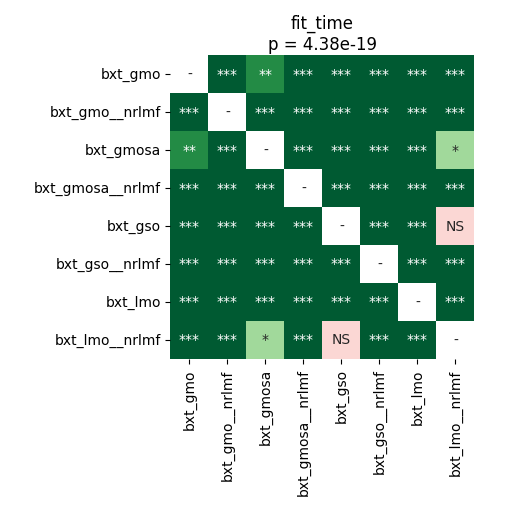 fit_time
p = 4.38e-19
bxt_gmo - *** ** *** *** *** *** ***
bxt_gmo__nrlmf *** - *** *** *** *** *** ***
bxt_gmosa ** *** - *** *** *** *** *
bxt_gmosa__nrlmf *** *** *** - *** *** *** ***
bxt_gso *** *** *** *** - *** *** NS
bxt_gso__nrlmf *** *** *** *** *** - *** ***
bxt_lmo *** *** *** *** *** *** - ***
bxt_lmo__nrlmf *** *** * *** NS *** *** -
bxt_gmo
bxt_gmo__nrlmf
bxt_gmosa
bxt_gmosa__nrlmf
bxt_gso
bxt_gso__nrlmf
bxt_lmo
bxt_lmo__nrlmf